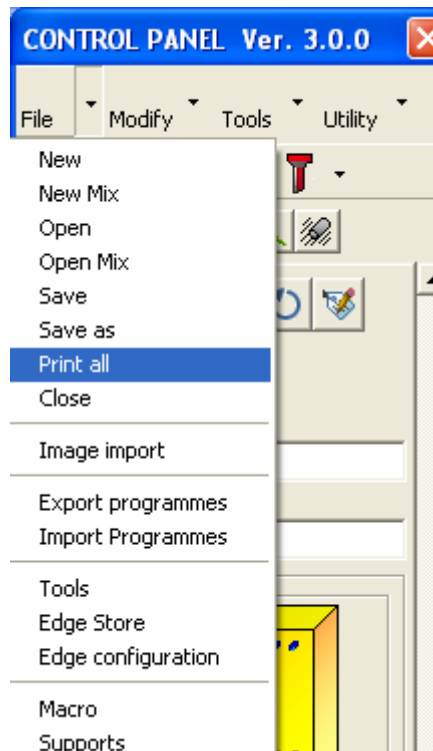 CONTROL PANEL Ver. 3.0.0
File Modify Tools Utility
New
New Mix
Open
Open Mix
Save
Save as
Print all
Close
Image import
Export programmes
Import Programmes
Tools
Edge Store
Edge configuration
Macro
Supports